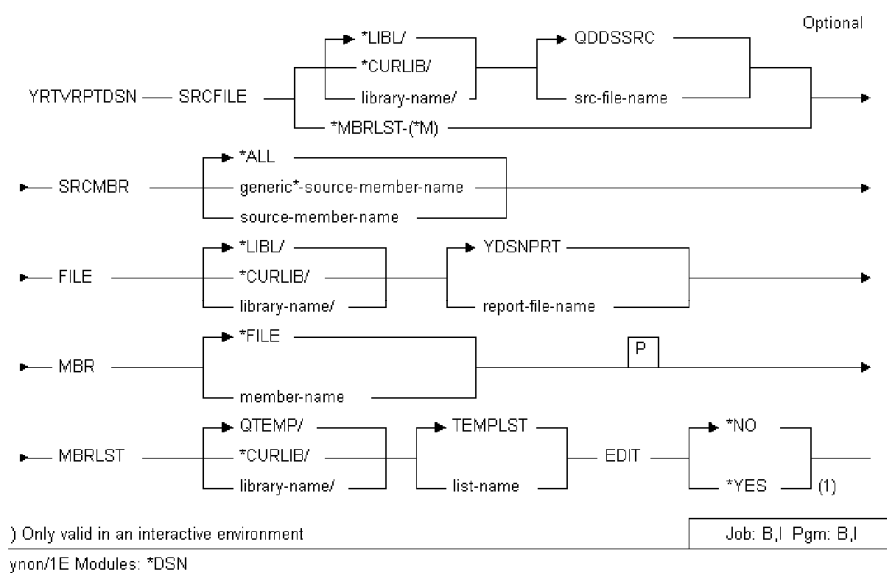 Optional
*LIBL/ QDDSSRC
*CURLIB/
YRTVRPTDSN SRCFILE library-name/ src-file-name
*MBRLST-(*M)
*ALL
SRCMBR generic*-source-member-name
source-member-name
*LIBL/ YDSNPRT
FILE *CURLIB/
library-name/ report-file-name
*FILE
P
MBR
member-name
QTEMP/ TEMPLST *NO
MBRLST *CURLIB/ EDIT
library-name/ list-name *YES (1)
) Only valid in an interactive environment Job: B,I Pgm: B,I
ynon/1E Modules: *DSN